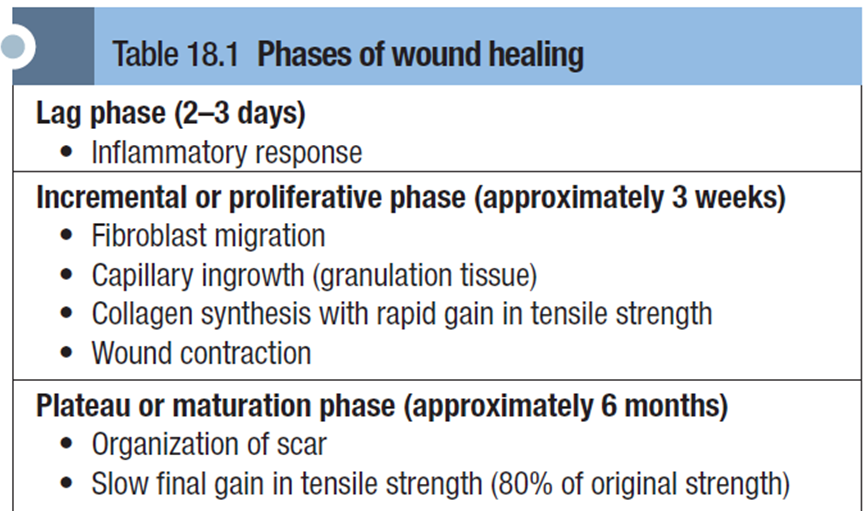 Table 18.1 Phases of wound healing
Lag phase (2–3 days)
• Inflammatory response
Incremental or proliferative phase (approximately 3 weeks)
• Fibroblast migration
• Capillary ingrowth (granulation tissue)
• Collagen synthesis with rapid gain in tensile strength
• Wound contraction
Plateau or maturation phase (approximately 6 months)
• Organization of scar
• Slow final gain in tensile strength (80% of original strength)